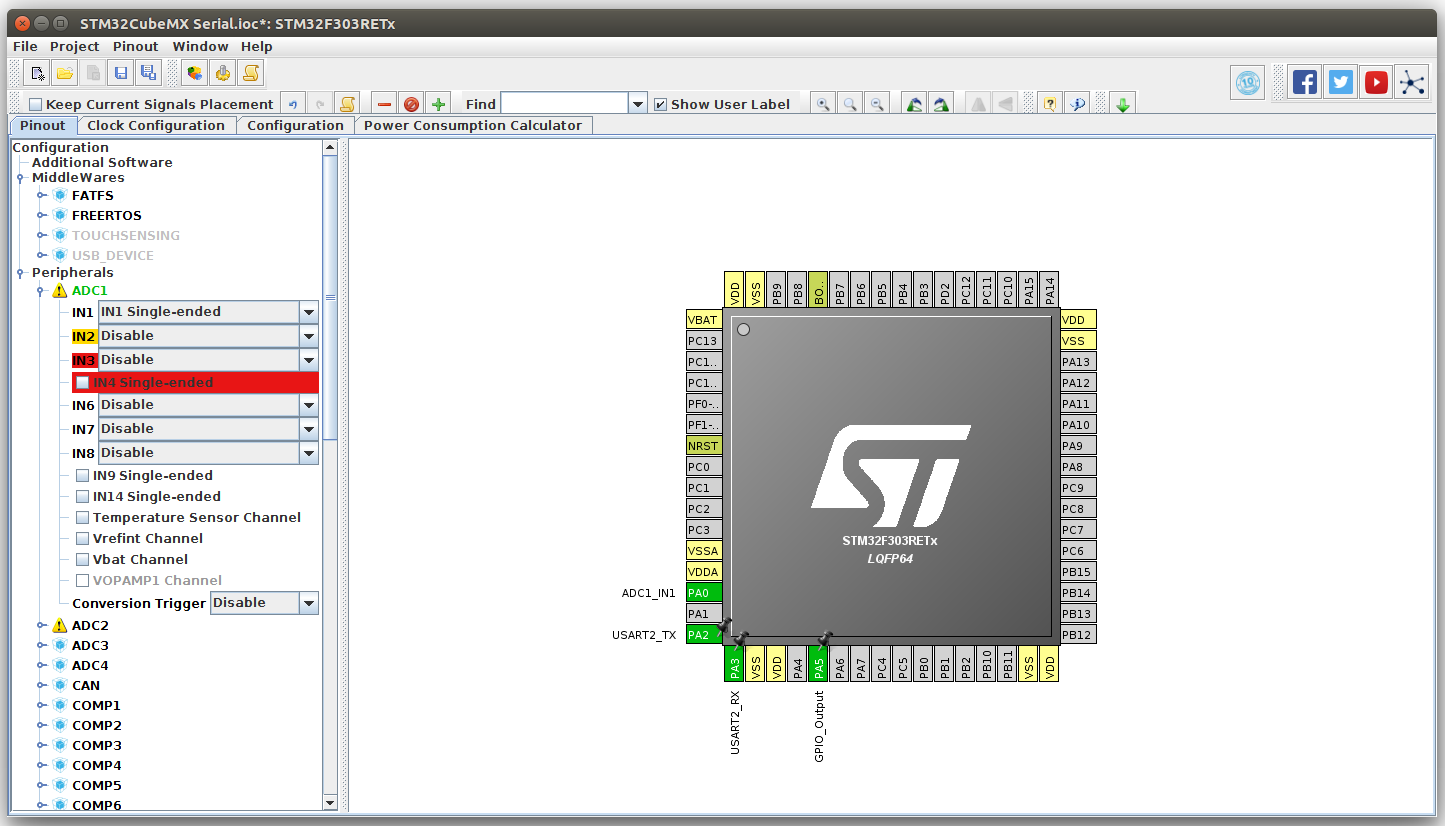 STM32CubeMX Serial.ioc*: STM32F303RETx
File Project Pinout Window Help
Keep Current Signals Placement Find Show User Label
Pinout Clock Configuration Configuration Power Consumption Calculator
Configuration
Additional Software
MiddleWares
FATFS
FREERTOS
TOUCHSENSING
USB_DEVICE
Peripherals
ADC1
IN1 IN1 Single-ended
IN2 Disable
IN3 Disable
IN4 Single-ended
IN6 Disable
IN7 Disable
IN8 Disable
IN9 Single-ended
IN14 Single-ended
Temperature Sensor Channel
Vrefint Channel
Vbat Channel
VOPAMP1 Channel
Conversion Trigger Disable
ADC2
ADC3
ADC4
CAN
COMP1
COMP2
COMP3
COMP4
COMP5
COMP6
VDD VSS PB9 PB8 BO.. PB7 PB6 PB5 PB4 PB3 PD2 PC12 PC11 PC10 PA15 PA14
VBAT
PC13
PC1..
PC1..
PF0-..
PF1-..
NRST
PC0
PC1
PC2
PC3
VSSA
VDDA
ADC1_IN1 PA0
PA1
USART2_TX PA2
STM32F303RETx
LQFP64
VDD
VSS
PA13
PA12
PA11
PA10
PA9
PA8
PC9
PC8
PC7
PC6
PB15
PB14
PB13
PB12
PA3 VSS VDD PA4 PA5 PA6 PA7 PC4 PC5 PB0 PB1 PB2 PB10 PB11 VSS VDD
USART2_RX GPIO_Output